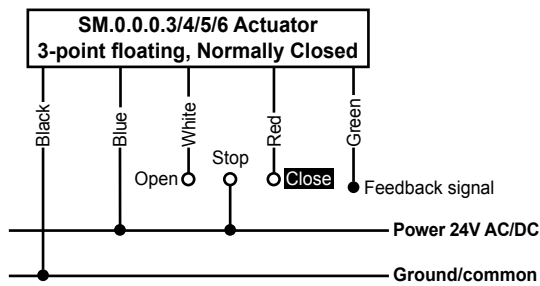 SM.0.0.0.3/4/5/6 Actuator
3-point floating, Normally Closed
Black
Blue
White
Red
Green
Stop
Open
Close
Feedback signal
Power 24V AC/DC
Ground/common